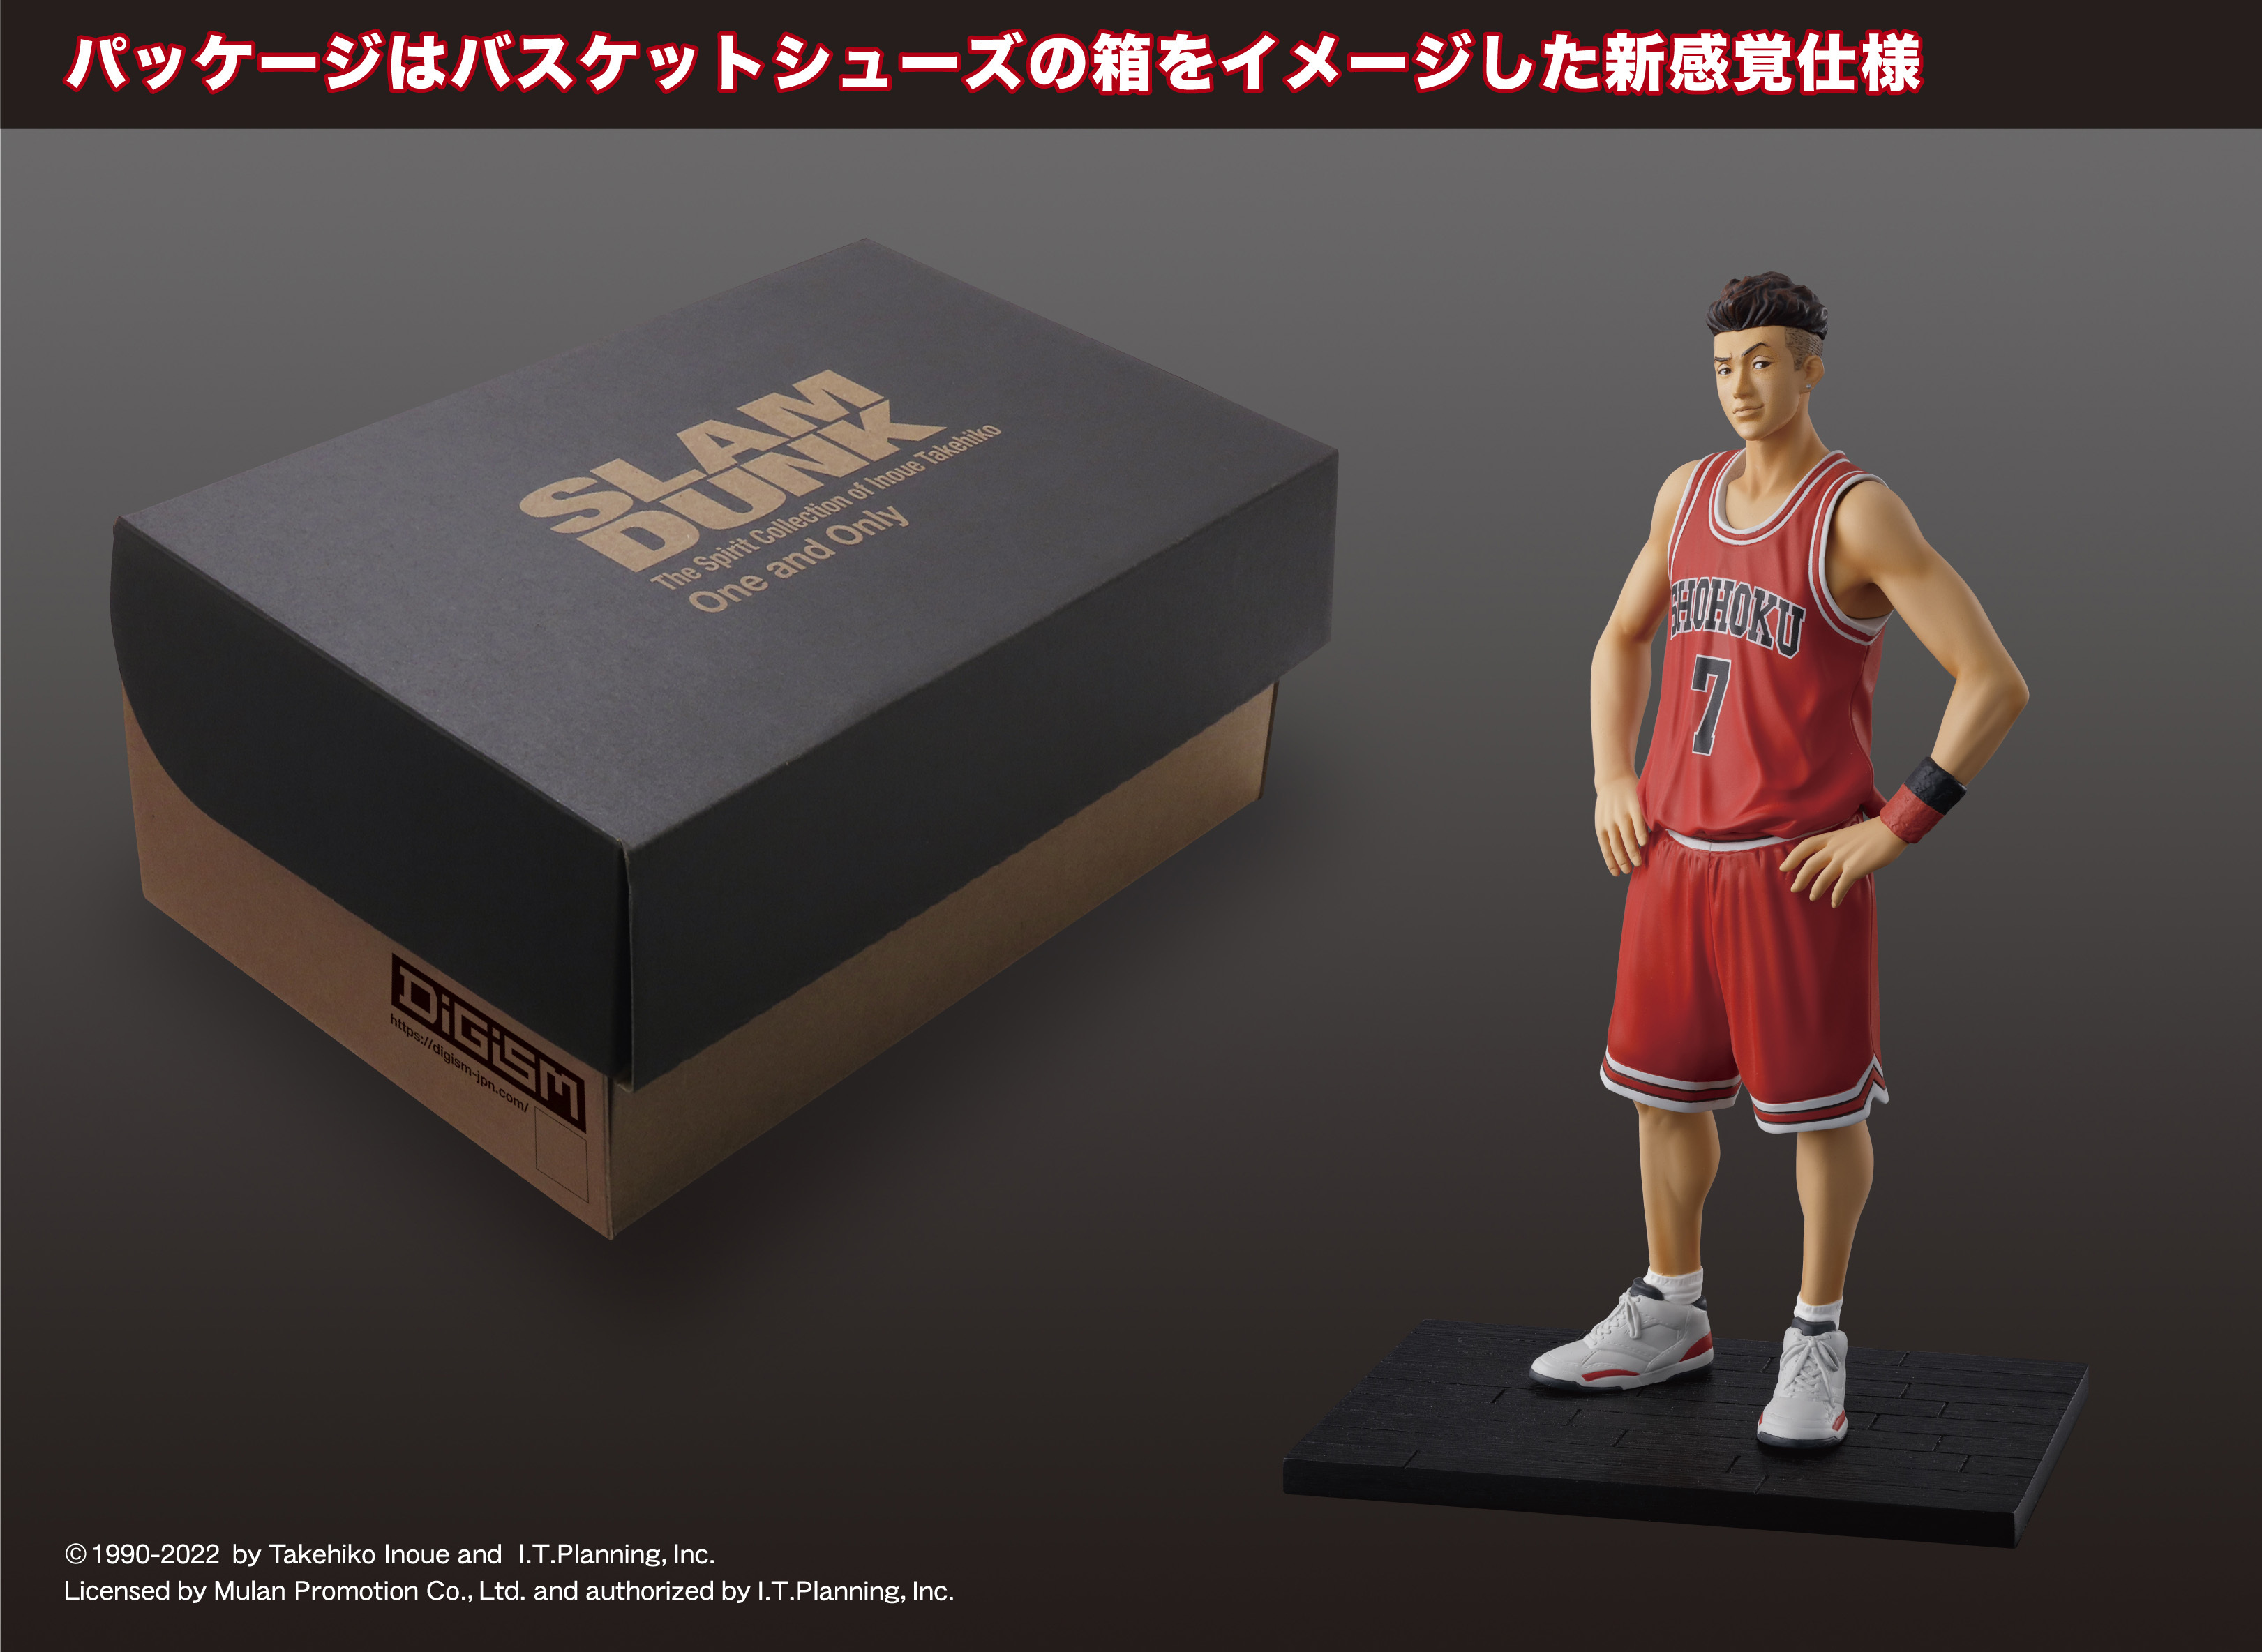 パッケージはバスケットシューズの箱をイメージした新感覚仕様
SLAM
DUNK
The Spirit Collection of Inoue Takehiko
One and Only
DiGiSM
https://digism-jpn.com/
SHOHOKU
7
©1990-2022 by Takehiko Inoue and I.T.Planning, Inc.
Licensed by Mulan Promotion Co., Ltd. and authorized by I.T.Planning, Inc.